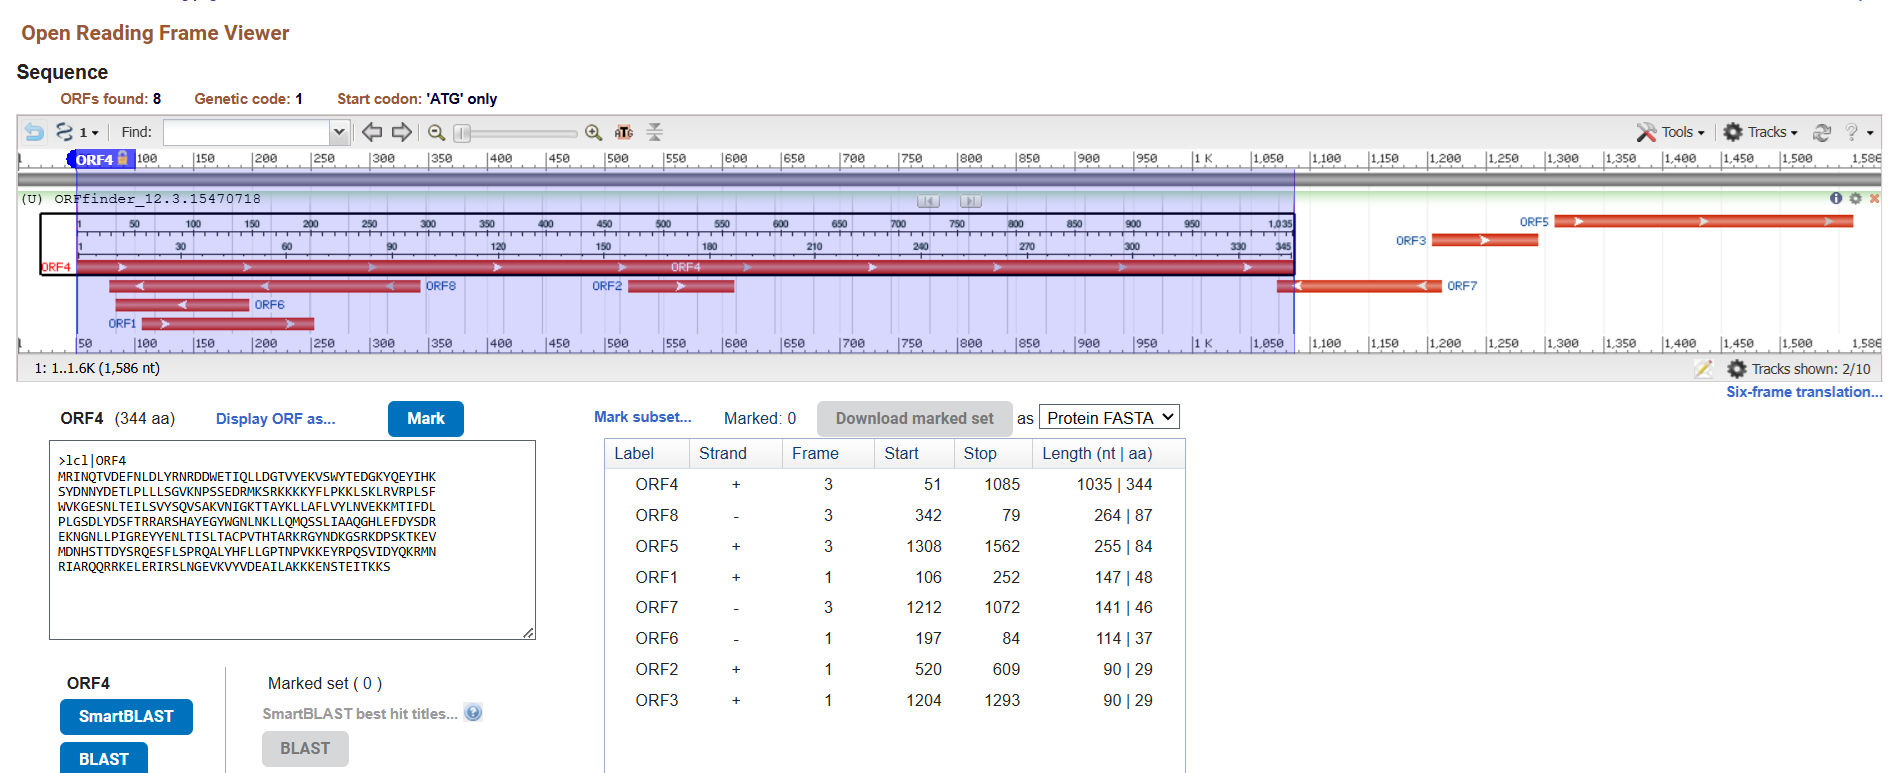 Open Reading Frame Viewer
Sequence
ORFs found: 8 Genetic code: 1 Start codon: 'ATG' only
1 Find: Tools Tracks ?
1 ORF4 100 150 200 250 300 350 400 450 500 550 600 650 700 750 800 850 900 950 1 K 1,050 1,100 1,150 1,200 1,250 1,300 1,350 1,400 1,450 1,500 1,586
(U) ORFfinder_12.3.15470718
1 50 100 150 200 250 300 350 400 450 500 550 600 650 700 750 800 850 900 950 1,035
ORF5
1 30 60 90 120 150 180 210 240 270 300 330 345
ORF3
ORF4 ORF4
ORF8 ORF2 ORF7
ORF6
ORF1
1 50 100 150 200 250 300 350 400 450 500 550 600 650 700 750 800 850 900 950 1 K 1,050 1,100 1,150 1,200 1,250 1,300 1,350 1,400 1,450 1,500 1,586
1: 1..1.6K (1,586 nt) Tracks shown: 2/10
Six-frame translation...
ORF4 (344 aa) Display ORF as... Mark
Mark subset... Marked: 0 Download marked set as Protein FASTA
>lcl|ORF4
MRINQTVDEFNLDLYRNRDDWETIQLLDGTVYEKVSWYTEDGKYQEYIHK
SYDNNYDETLPLLLSGVKNPSSEDRMKSRKKKKYFLPKKLSKLRVRPLSF
WVKGESNLTEILSVYSQVSAKVNIGKTTAYKLLAFLVYLNVEKKMTIFDL
PLGSDLYDSFTRRARSHAYEGYWGNLNKLLQMQSSLIAAQGHLEFDYSDR
EKNGNLLPIGREYYENLTISLTACPVTHTARKRGYNDKGSRKDPSKTKEV
MDNHSTTDYSRQESFLSPRQALYHFLLGPTNPVKKEYRPQSVIDYQKRMN
RIARQQRRKELERIRSLNGEVKVYVDEAILAKKKENSTEITKKS
Label Strand Frame Start Stop Length (nt | aa)
ORF4 + 3 51 1085 1035 | 344
ORF8 - 3 342 79 264 | 87
ORF5 + 3 1308 1562 255 | 84
ORF1 + 1 106 252 147 | 48
ORF7 - 3 1212 1072 141 | 46
ORF6 - 1 197 84 114 | 37
ORF2 + 1 520 609 90 | 29
ORF3 + 1 1204 1293 90 | 29
ORF4 Marked set ( 0 )
SmartBLAST SmartBLAST best hit titles... ?
BLAST BLAST